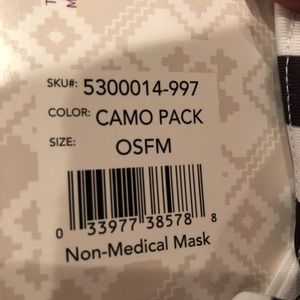 SKU#: 5300014-997
COLOR: CAMO PACK
SIZE: OSFM
0 33977 38578 8
Non-Medical Mask